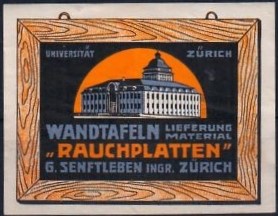 UNIVERSITÄT ZÜRICH
WANDTAFELN LIEFERUNG MATERIAL
„RAUCHPLATTEN"
G. SENFTLEBEN INGR. ZÜRICH